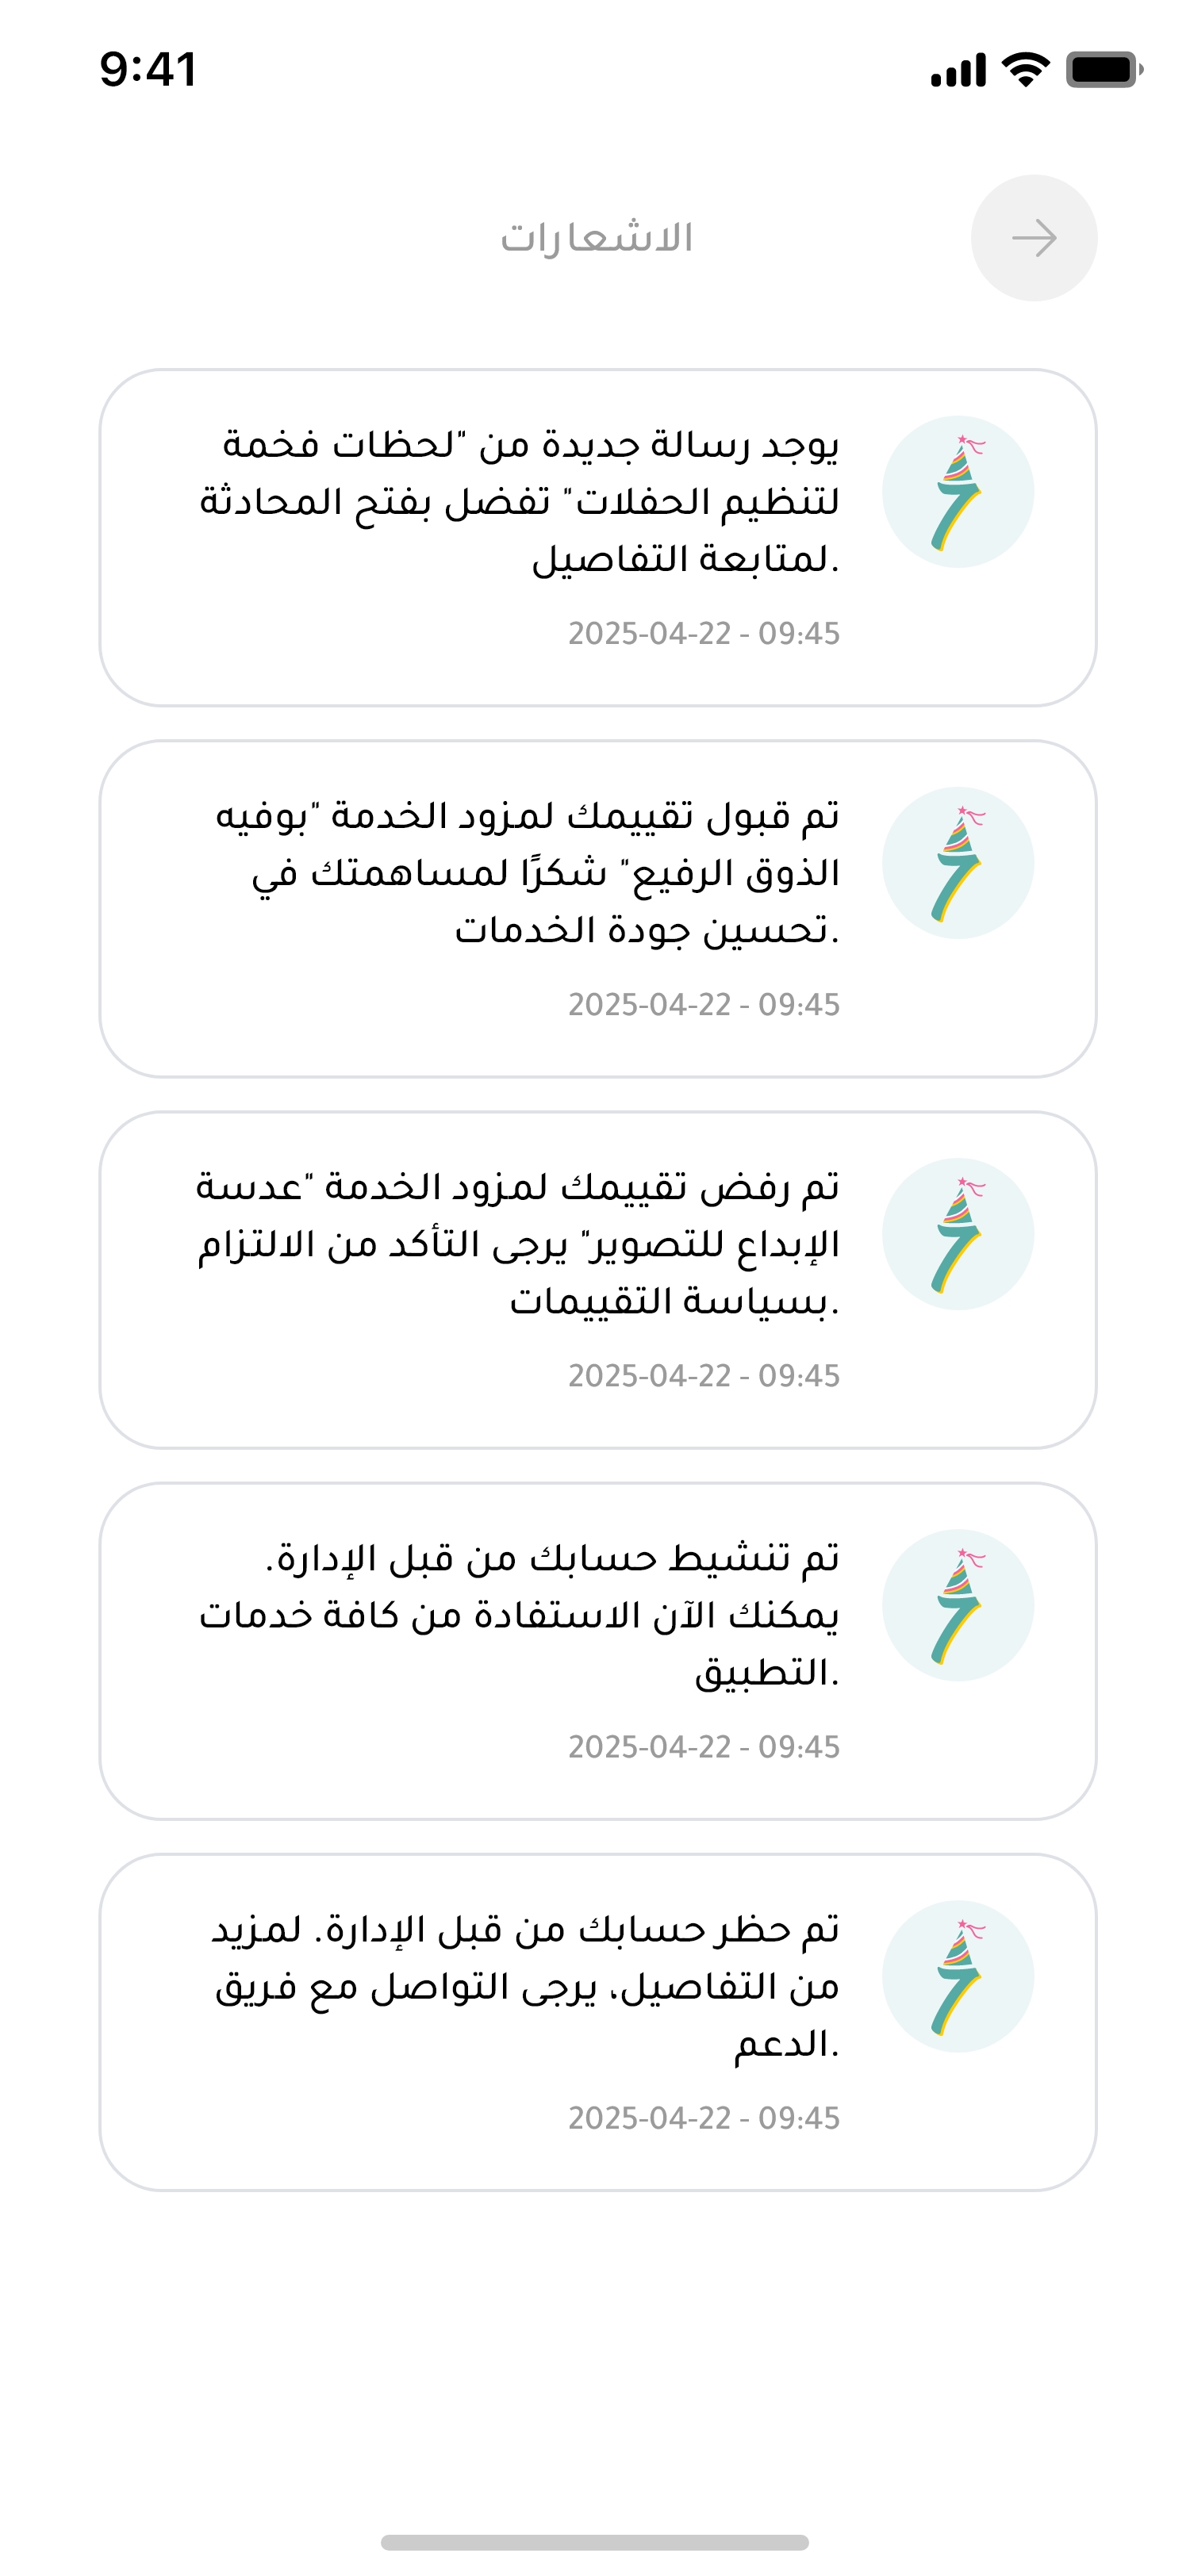 9:41
الاشعارات
يوجد رسالة جديدة من "لحظات فخمة
لتنظيم الحفلات" تفضل بفتح المحادثة
لمتابعة التفاصيل.
2025-04-22 - 09:45
تم قبول تقييمك لمزود الخدمة "بوفيه
الذوق الرفيع" شكرًا لمساهمتك في
تحسين جودة الخدمات.
2025-04-22 - 09:45
تم رفض تقييمك لمزود الخدمة "عدسة
الإبداع للتصوير" يرجى التأكد من الالتزام
بسياسة التقييمات.
2025-04-22 - 09:45
تم تنشيط حسابك من قبل الإدارة.
يمكنك الآن الاستفادة من كافة خدمات
التطبيق.
2025-04-22 - 09:45
تم حظر حسابك من قبل الإدارة. لمزيد
من التفاصيل، يرجى التواصل مع فريق
الدعم.
2025-04-22 - 09:45